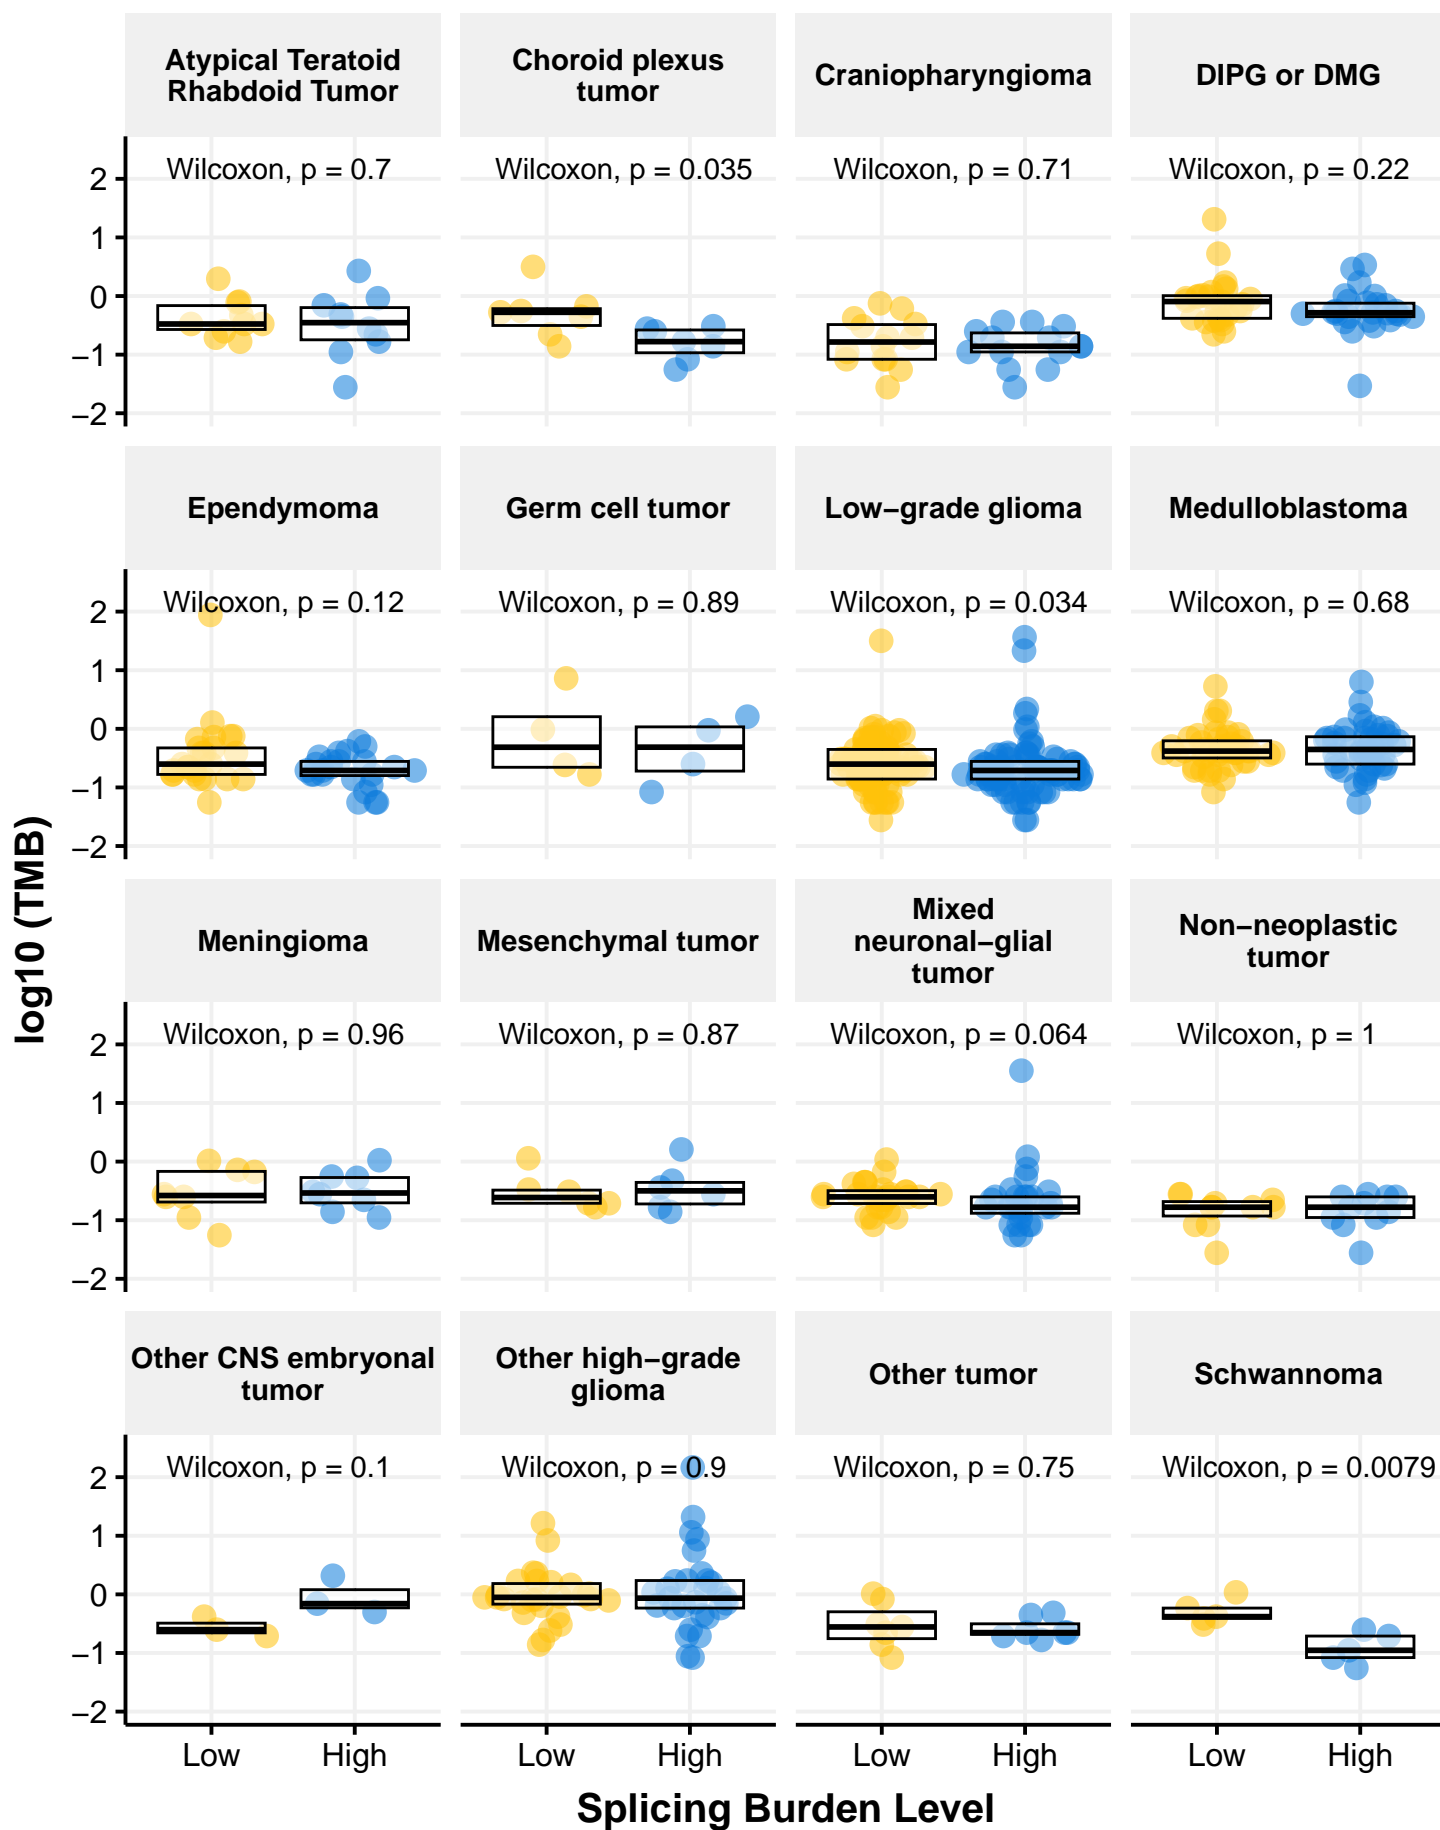 Atypical Teratoid
Rhabdoid Tumor
Choroid plexus
tumor
Craniopharyngioma
DIPG or DMG
Wilcoxon, p = 0.7
Wilcoxon, p = 0.035
Wilcoxon, p = 0.71
Wilcoxon, p = 0.22
2
1
0
−1
−2
Ependymoma
Germ cell tumor
Low−grade glioma
Medulloblastoma
Wilcoxon, p = 0.12
Wilcoxon, p = 0.89
Wilcoxon, p = 0.034
Wilcoxon, p = 0.68
2
1
0
−1
−2
Meningioma
Mesenchymal tumor
Mixed
neuronal−glial
tumor
Non−neoplastic
tumor
Wilcoxon, p = 0.96
Wilcoxon, p = 0.87
Wilcoxon, p = 0.064
Wilcoxon, p = 1
2
1
0
−1
−2
Other CNS embryonal
tumor
Other high−grade
glioma
Other tumor
Schwannoma
Wilcoxon, p = 0.1
Wilcoxon, p = 0.9
Wilcoxon, p = 0.75
Wilcoxon, p = 0.0079
2
1
0
−1
−2
Low High Low High Low High Low High
Splicing Burden Level
log10 (TMB)